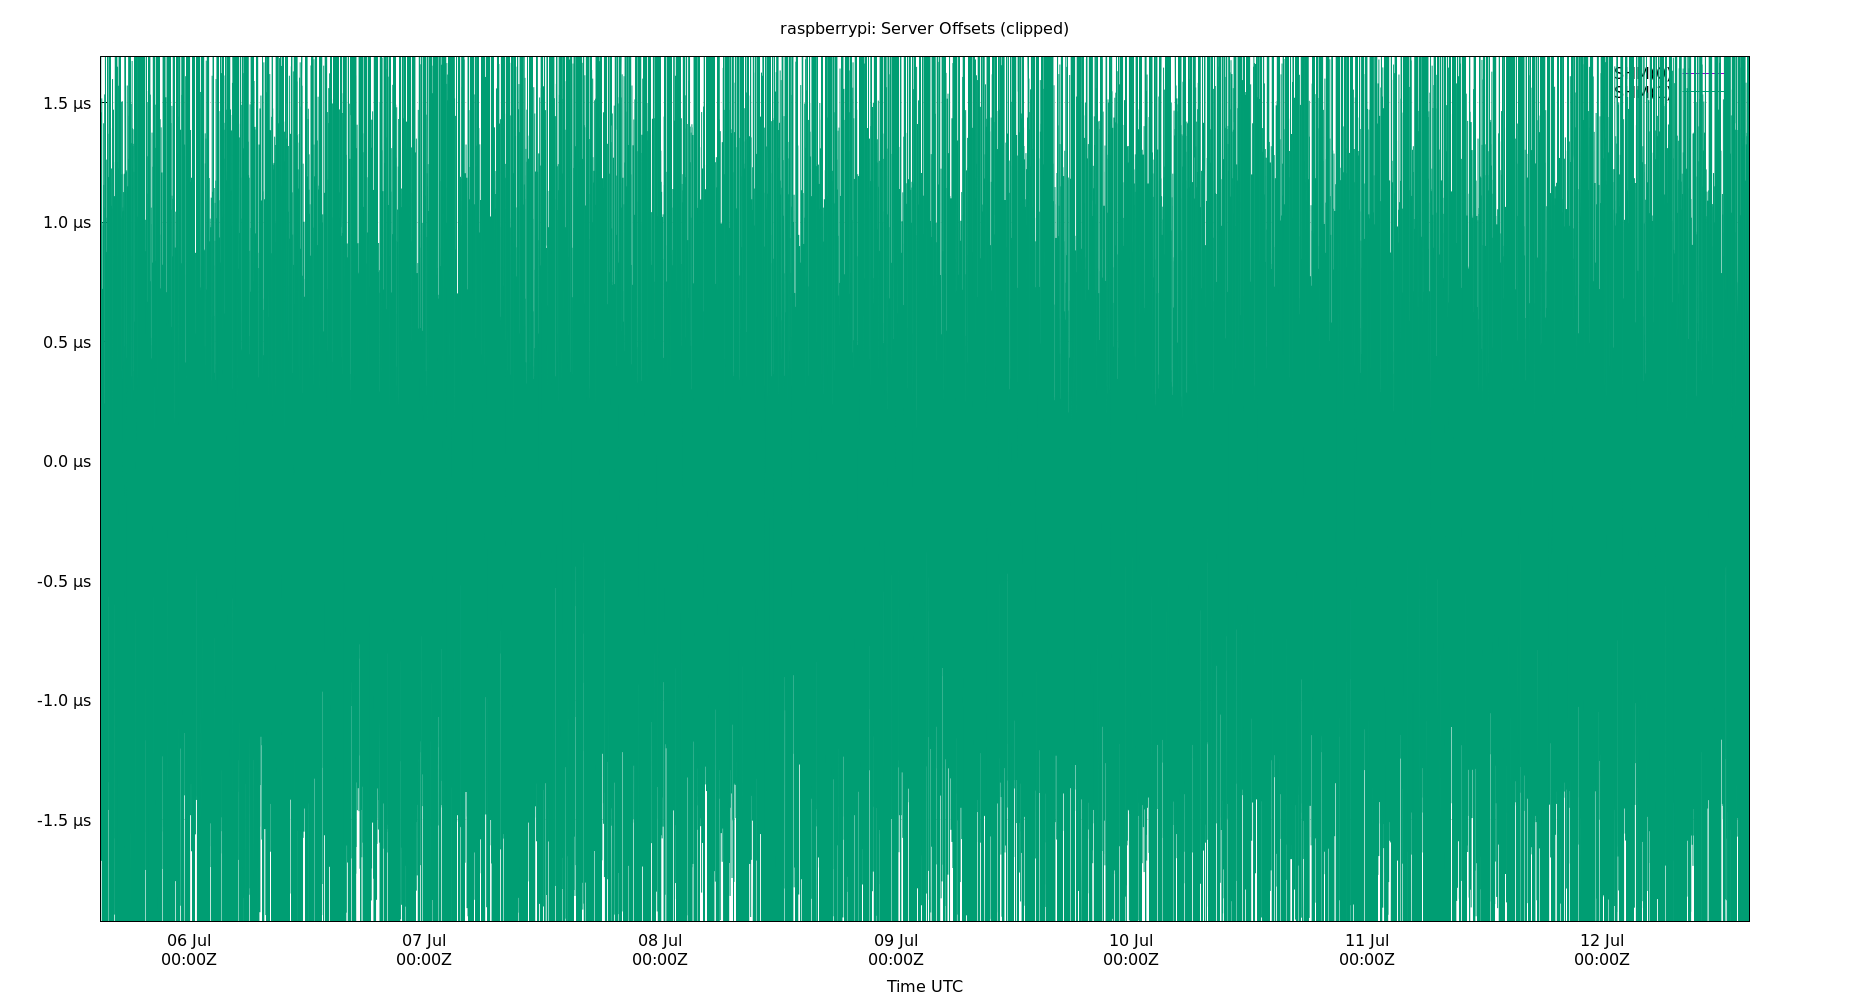 raspberrypi: Server Offsets (clipped)
1.5 µs
1.0 µs
0.5 µs
0.0 µs
-0.5 µs
-1.0 µs
-1.5 µs
06 Jul 07 Jul 08 Jul 09 Jul 10 Jul 11 Jul 12 Jul
00:00Z 00:00Z 00:00Z 00:00Z 00:00Z 00:00Z 00:00Z
Time UTC